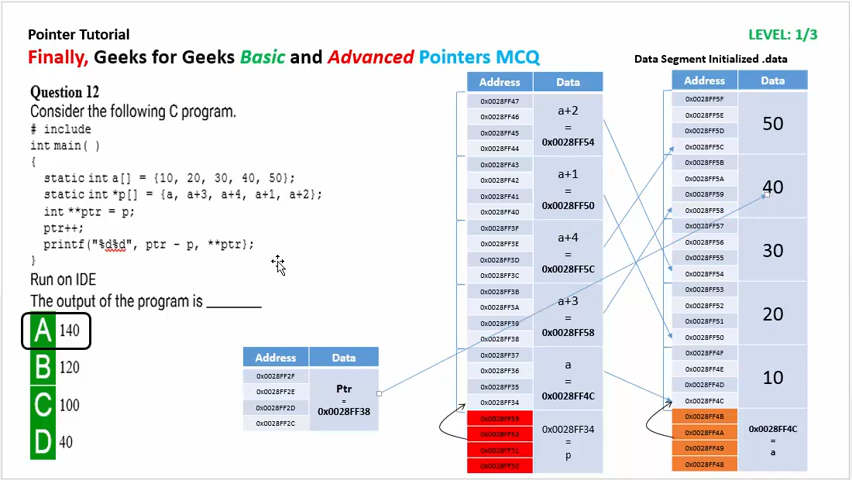 Pointer Tutorial
LEVEL: 1/3
Finally, Geeks for Geeks Basic and Advanced Pointers MCQ
Data Segment Initialized .data
Question 12
Consider the following C program.
# include
int main( )
{
static int a[] = {10, 20, 30, 40, 50};
static int *p[] = {a, a+3, a+4, a+1, a+2};
int **ptr = p;
ptr++;
printf("%d%d", ptr - p, **ptr};
}
Run on IDE
The output of the program is ________
A 140
B 120
C 100
D 40
Address Data
0x0028FF2F
0x0028FF2E
0x0028FF2D
0x0028FF2C
Ptr
=
0x0028FF38
Address Data
0x0028FF47
0x0028FF46
0x0028FF45
0x0028FF44
a+2
=
0x0028FF54
0x0028FF43
0x0028FF42
0x0028FF41
0x0028FF40
a+1
=
0x0028FF50
0x0028FF3F
0x0028FF3E
0x0028FF3D
0x0028FF3C
a+4
=
0x0028FF5C
0x0028FF3B
0x0028FF3A
0x0028FF39
0x0028FF38
a+3
=
0x0028FF58
0x0028FF37
0x0028FF36
0x0028FF35
0x0028FF34
a
=
0x0028FF4C
0x0028FF33
0x0028FF32
0x0028FF31
0x0028FF30
0x0028FF34
=
p
Address Data
0x0028FF5F
0x0028FF5E
0x0028FF5D
0x0028FF5C
50
0x0028FF5B
0x0028FF5A
0x0028FF59
0x0028FF58
40
0x0028FF57
0x0028FF56
0x0028FF55
0x0028FF54
30
0x0028FF53
0x0028FF52
0x0028FF51
0x0028FF50
20
0x0028FF4F
0x0028FF4E
0x0028FF4D
0x0028FF4C
10
0x0028FF4B
0x0028FF4A
0x0028FF49
0x0028FF48
0x0028FF4C
=
a